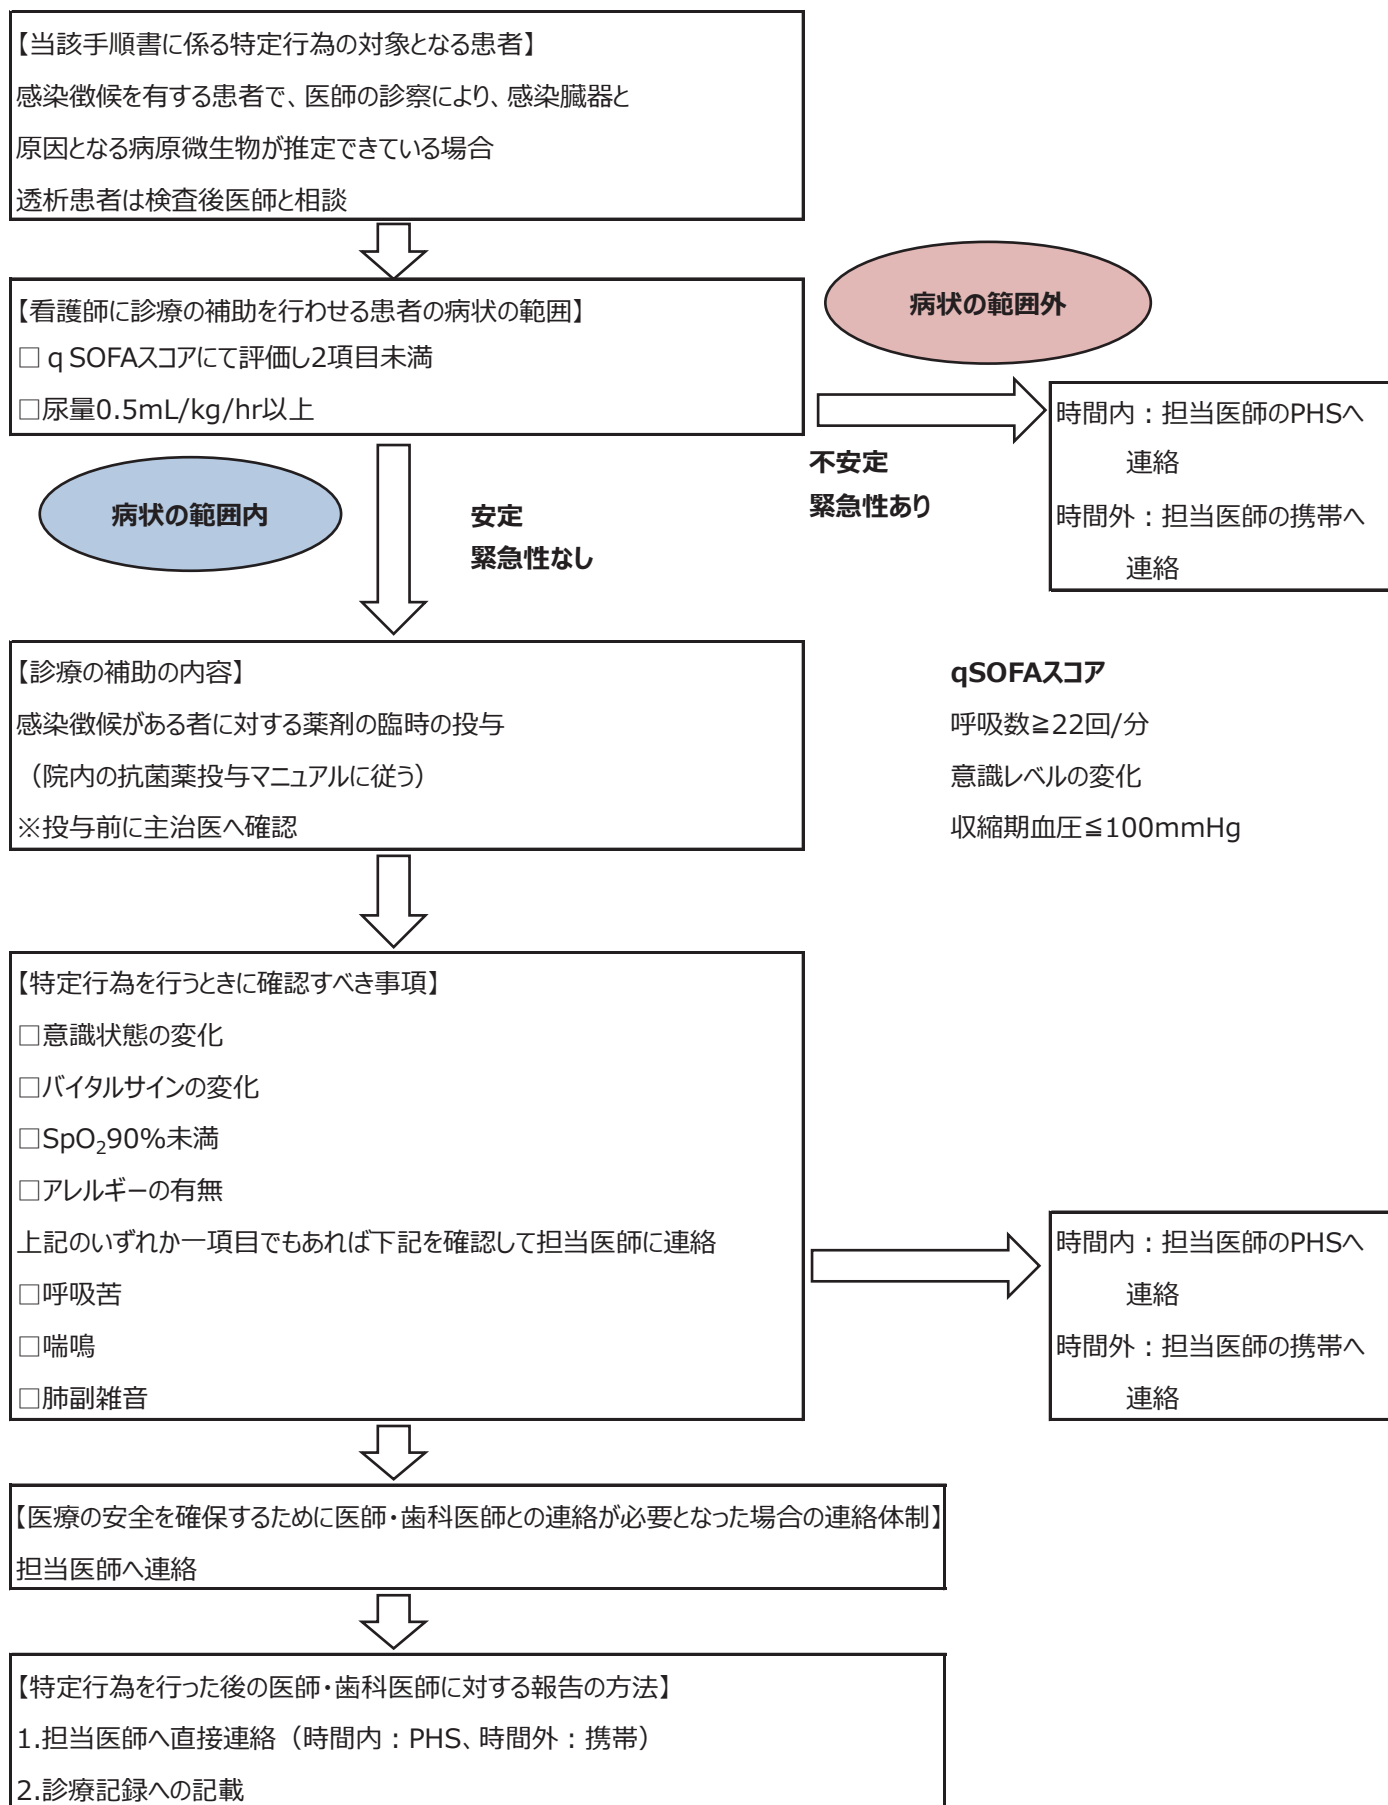 【当該手順書に係る特定行為の対象となる患者】
感染徴候を有する患者で、医師の診察により、感染臓器と
原因となる病原微生物が推定できている場合
透析患者は検査後医師と相談
【看護師に診療の補助を行わせる患者の病状の範囲】
□ q SOFAスコアにて評価し2項目未満
□尿量0.5mL/kg/hr以上
病状の範囲外
不安定
緊急性あり
時間内：担当医師のPHSへ
連絡
時間外：担当医師の携帯へ
連絡
病状の範囲内
安定
緊急性なし
【診療の補助の内容】
感染徴候がある者に対する薬剤の臨時の投与
（院内の抗菌薬投与マニュアルに従う）
※投与前に主治医へ確認
qSOFAスコア
呼吸数≧22回/分
意識レベルの変化
収縮期血圧≦100mmHg
【特定行為を行うときに確認すべき事項】
□意識状態の変化
□バイタルサインの変化
□SpO₂90%未満
□アレルギーの有無
上記のいずれか一項目でもあれば下記を確認して担当医師に連絡
□呼吸苦
□喘鳴
□肺副雑音
時間内：担当医師のPHSへ
連絡
時間外：担当医師の携帯へ
連絡
【医療の安全を確保するために医師・歯科医師との連絡が必要となった場合の連絡体制】
担当医師へ連絡
【特定行為を行った後の医師・歯科医師に対する報告の方法】
1.担当医師へ直接連絡（時間内：PHS、時間外：携帯）
2.診療記録への記載